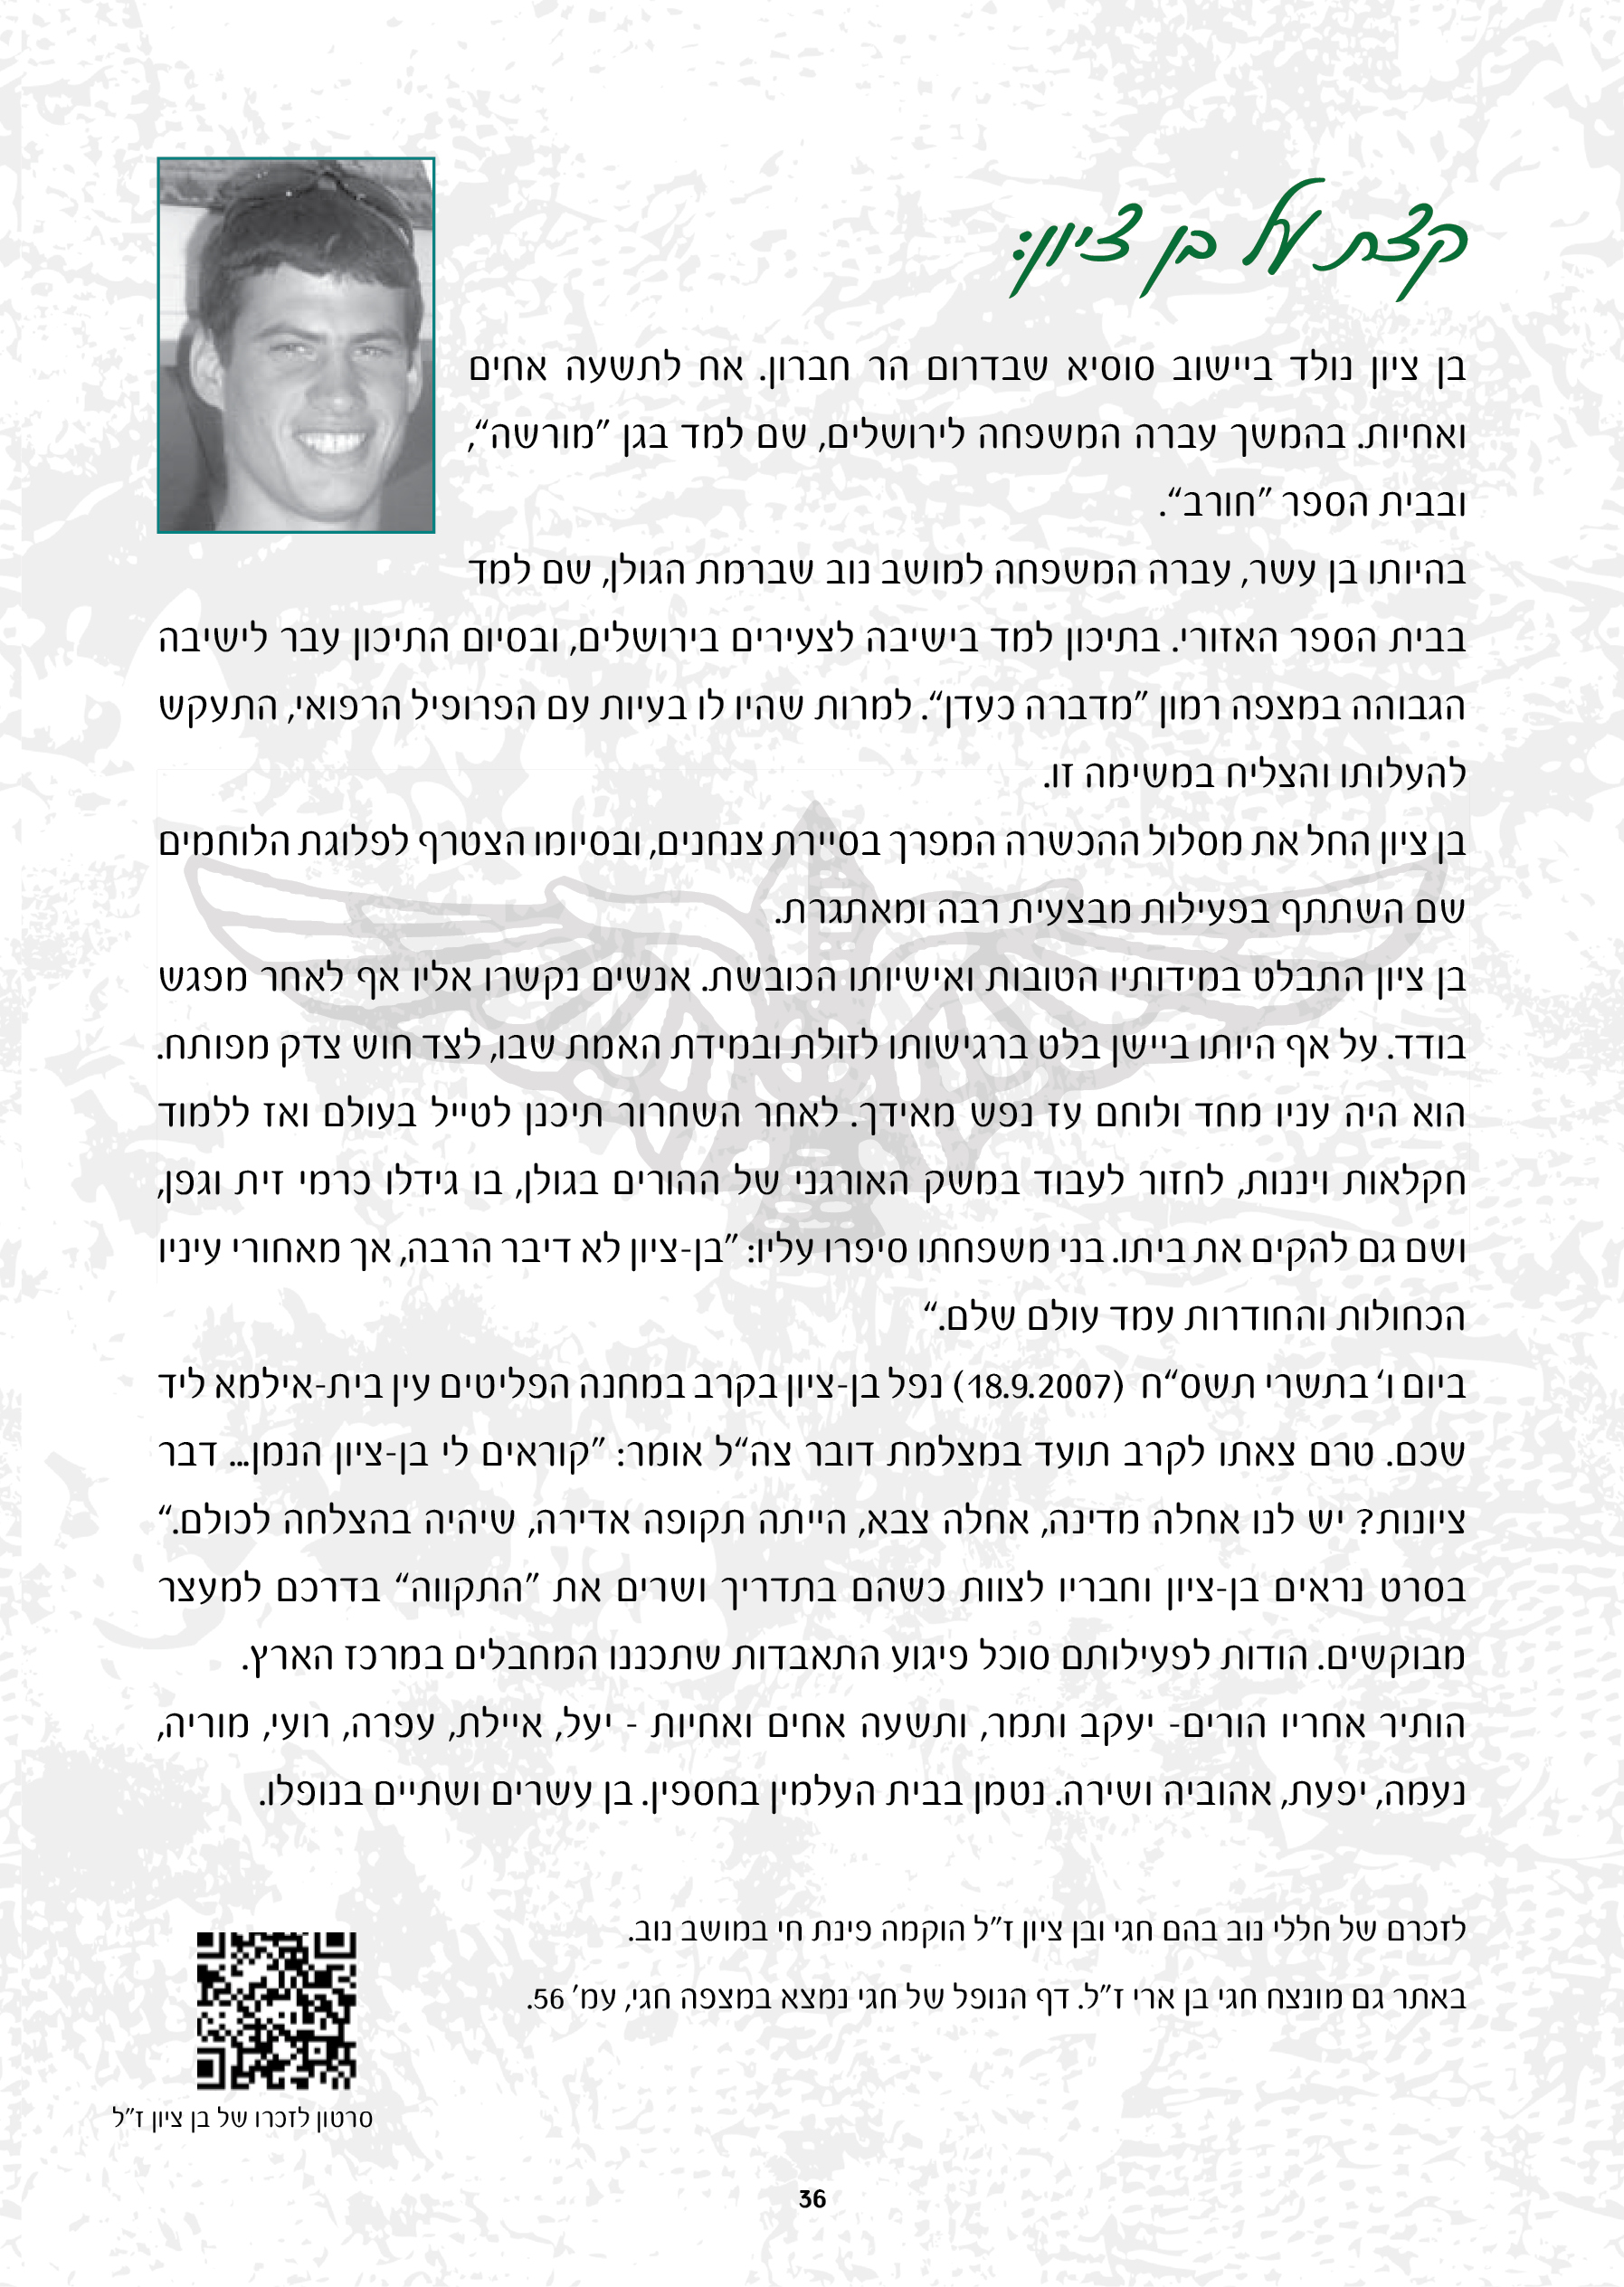 קצת על בן ציון:
בן ציון נולד ביישוב סוסיא שבדרום הר חברון. אח לתשעה אחים
ואחיות. בהמשך עברה המשפחה לירושלים, שם למד בגן ”מורשה“,
ובבית הספר ”חורב“.
בהיותו בן עשר, עברה המשפחה למושב נוב שברמת הגולן, שם למד
בבית הספר האזורי. בתיכון למד בישיבה לצעירים בירושלים, ובסיום התיכון עבר לישיבה
הגבוהה במצפה רמון ”מדברה כעדן“. למרות שהיו לו בעיות עם הפרופיל הרפואי, התעקש
להעלותו והצליח במשימה זו.
בן ציון החל את מסלול ההכשרה המפרך בסיירת צנחנים, ובסיומו הצטרף לפלוגת הלוחמים
שם השתתף בפעילות מבצעית רבה ומאתגרת.
בן ציון התבלט במידותיו הטובות ואישיותו הכובשת. אנשים נקשרו אליו אף לאחר מפגש
בודד. על אף היותו ביישן בלט ברגישותו לזולת ובמידת האמת שבו, לצד חוש צדק מפותח.
הוא היה עניו מחד ולוחם עז נפש מאידך. לאחר השחרור תיכנן לטייל בעולם ואז ללמוד
חקלאות ויננות, לחזור לעבוד במשק האורגני של ההורים בגולן, בו גידלו כרמי זית וגפן,
ושם גם להקים את ביתו. בני משפחתו סיפרו עליו: ”בן-ציון לא דיבר הרבה, אך מאחורי עיניו
הכחולות והחודרות עמד עולם שלם.“
ביום ו‘ בתשרי תשס“ח (18.9.2007) נפל בן-ציון בקרב במחנה הפליטים עין בית-אילמא ליד
שכם. טרם צאתו לקרב תועד במצלמת דובר צה“ל אומר: ”קוראים לי בן-ציון הנמן... דבר
ציונות? יש לנו אחלה מדינה, אחלה צבא, הייתה תקופה אדירה, שיהיה בהצלחה לכולם.“
בסרט נראים בן-ציון וחבריו לצוות כשהם בתדריך ושרים את ”התקווה“ בדרכם למעצר
מבוקשים. הודות לפעילותם סוכל פיגוע התאבדות שתכננו המחבלים במרכז הארץ.
הותיר אחריו הורים- יעקב ותמר, ותשעה אחים ואחיות - יעל, איילת, עפרה, רועי, מוריה,
נעמה, יפעת, אהוביה ושירה. נטמן בבית העלמין בחספין. בן עשרים ושתיים בנופלו.
לזכרם של חללי נוב בהם חגי ובן ציון ז”ל הוקמה פינת חי במושב נוב.
באתר גם מונצח חגי בן ארי ז”ל. דף הנופל של חגי נמצא במצפה חגי, עמ’ 56.
סרטון לזכרו של בן ציון ז”ל
36